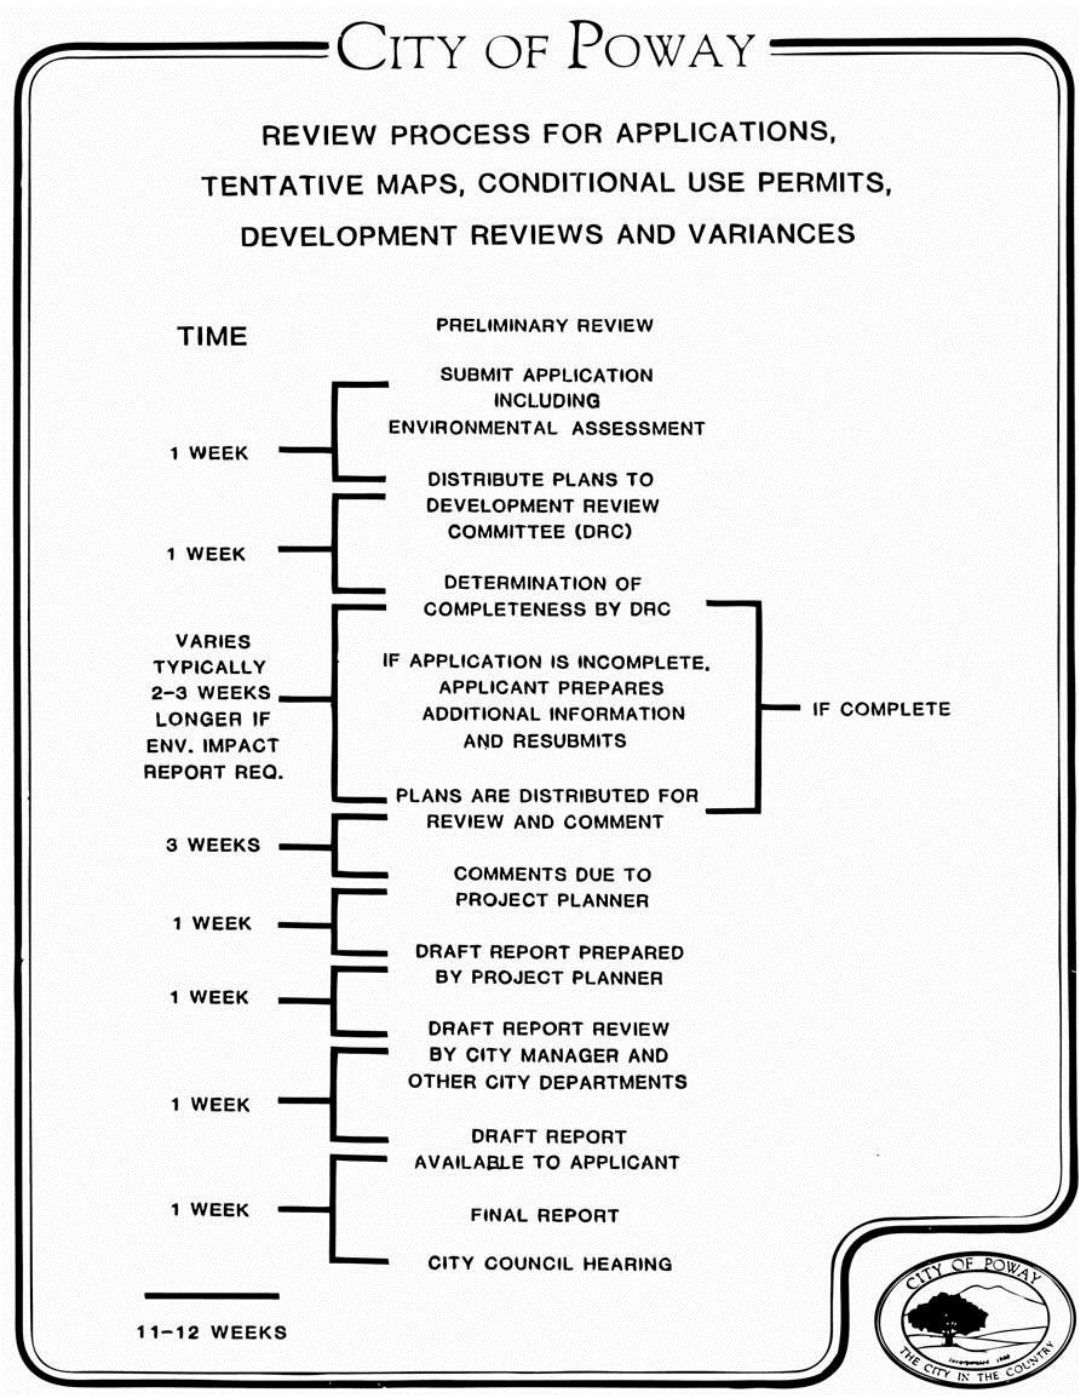 CITY OF POWAY
REVIEW PROCESS FOR APPLICATIONS,
TENTATIVE MAPS, CONDITIONAL USE PERMITS,
DEVELOPMENT REVIEWS AND VARIANCES
TIME
PRELIMINARY REVIEW
SUBMIT APPLICATION
INCLUDING
ENVIRONMENTAL ASSESSMENT
1 WEEK
DISTRIBUTE PLANS TO
DEVELOPMENT REVIEW
COMMITTEE (DRC)
1 WEEK
DETERMINATION OF
COMPLETENESS BY DRC
VARIES
TYPICALLY
2-3 WEEKS
LONGER IF
ENV. IMPACT
REPORT REQ.
IF APPLICATION IS INCOMPLETE,
APPLICANT PREPARES
ADDITIONAL INFORMATION
AND RESUBMITS
IF COMPLETE
PLANS ARE DISTRIBUTED FOR
REVIEW AND COMMENT
3 WEEKS
COMMENTS DUE TO
PROJECT PLANNER
1 WEEK
DRAFT REPORT PREPARED
BY PROJECT PLANNER
1 WEEK
DRAFT REPORT REVIEW
BY CITY MANAGER AND
OTHER CITY DEPARTMENTS
1 WEEK
DRAFT REPORT
AVAILABLE TO APPLICANT
1 WEEK
FINAL REPORT
CITY COUNCIL HEARING
11-12 WEEKS
CITY OF POWAY
Incorporated 1980
THE CITY IN THE COUNTRY